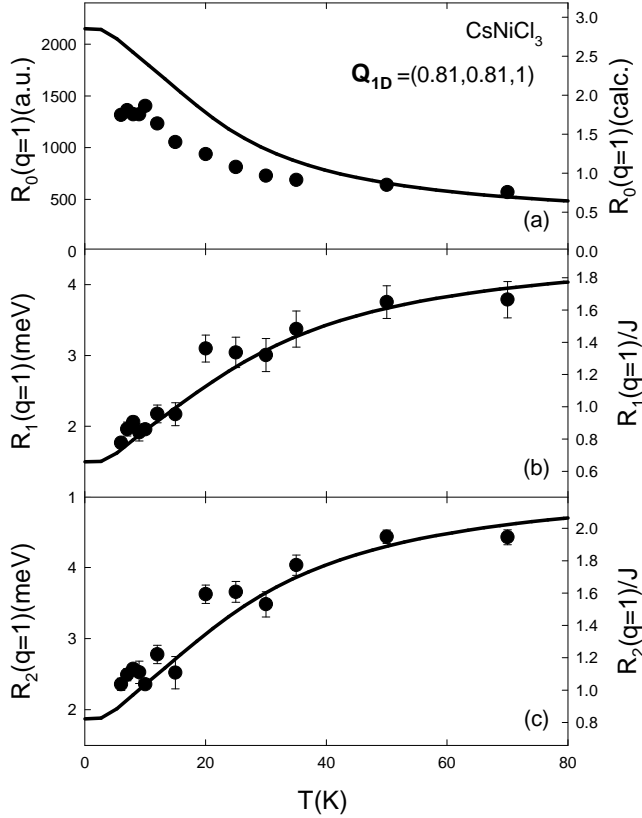 CsNiCl3
Q1D =(0.81,0.81,1)
R0(q=1)(a.u.)
2000
1500
1000
500
0
3.0
2.5
2.0
1.5
1.0
0.5
0.0
R0(q=1)(calc.)
(a)
R1(q=1)(meV)
4
3
2
1
1.8
1.6
1.4
1.2
1.0
0.8
0.6
R1(q=1)/J
(b)
R2(q=1)(meV)
4
3
2
2.0
1.8
1.6
1.4
1.2
1.0
0.8
R2(q=1)/J
(c)
0 20 40 60 80
T(K)